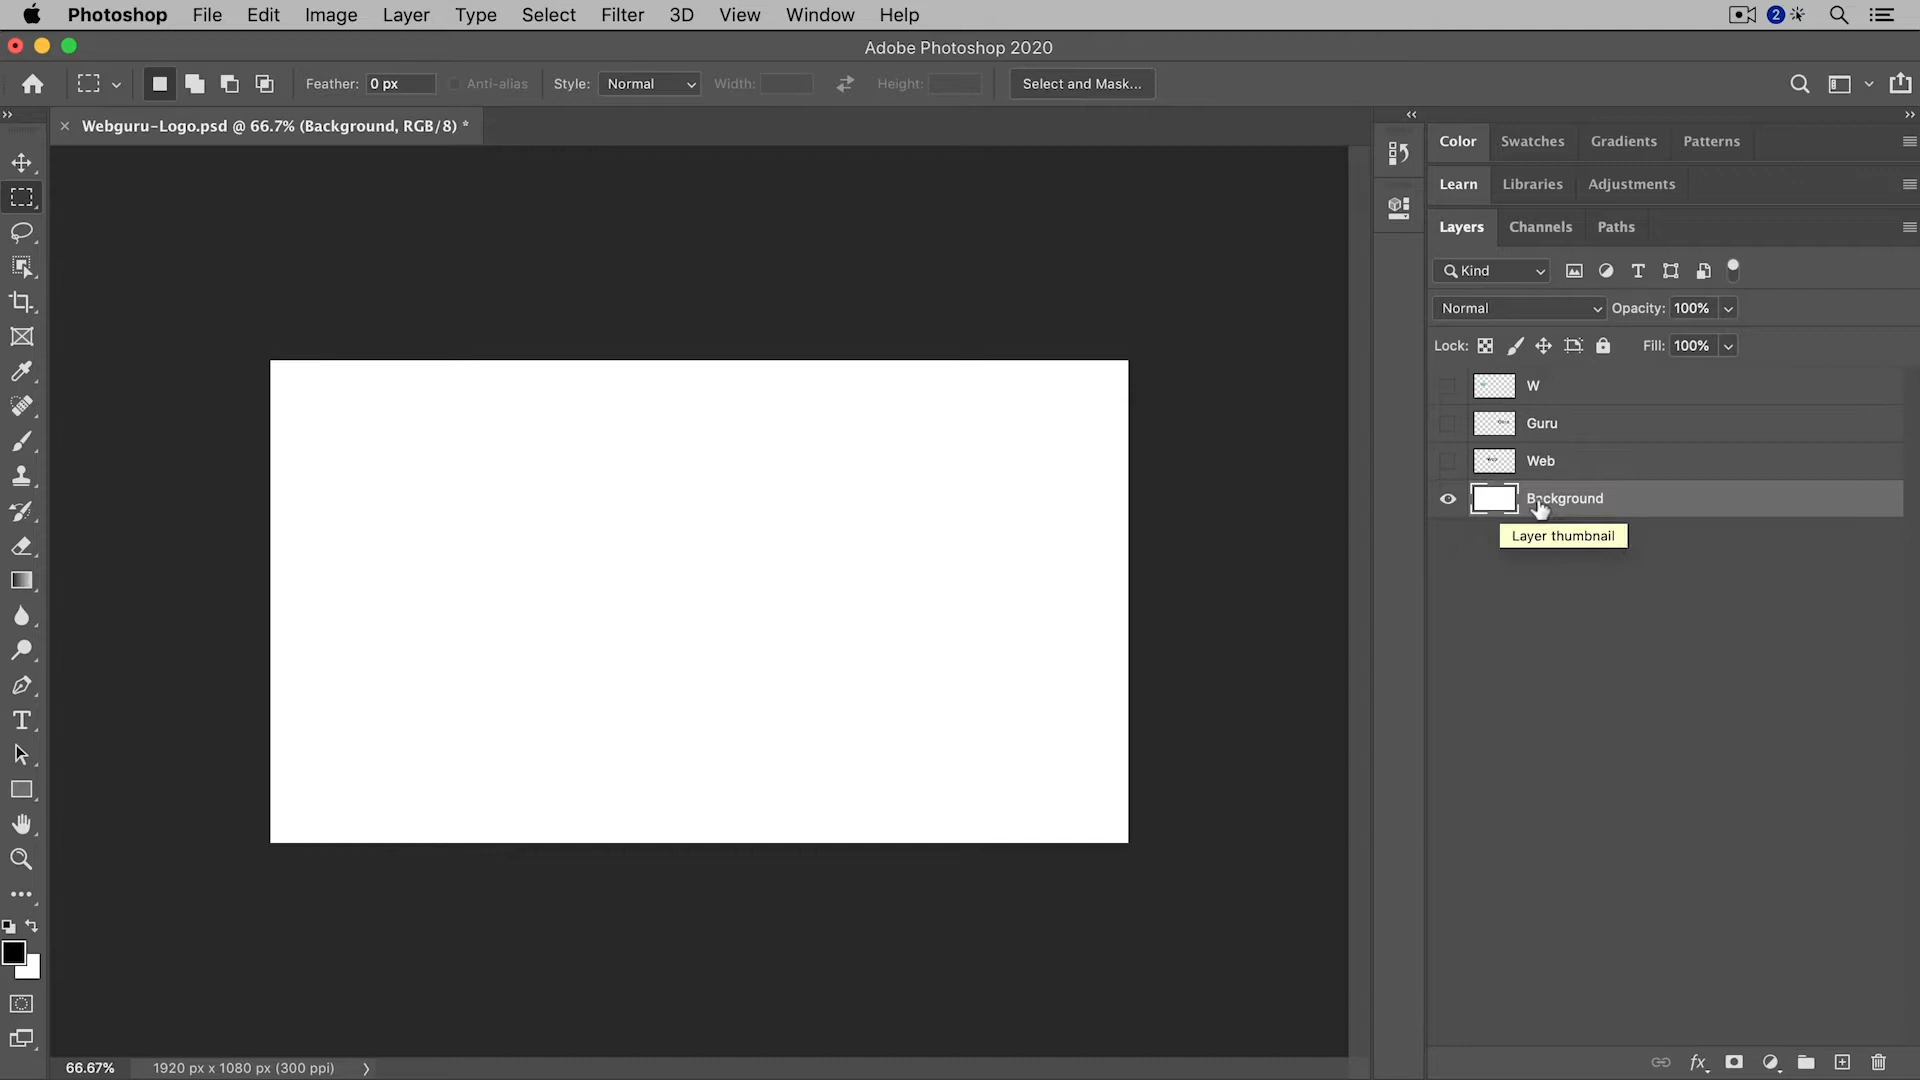 Photoshop File Edit Image Layer Type Select Filter 3D View Window Help 2
Adobe Photoshop 2020
Feather: 0 px Anti-alias Style: Normal Width: Height: Select and Mask...
× Webguru-Logo.psd @ 66.7% (Background, RGB/8) *
Color Swatches Gradients Patterns
Learn Libraries Adjustments
Layers Channels Paths
Kind
Normal Opacity: 100%
Lock: Fill: 100%
W
Guru
Web
Background
Layer thumbnail
66.67% 1920 px x 1080 px (300 ppi)
fx